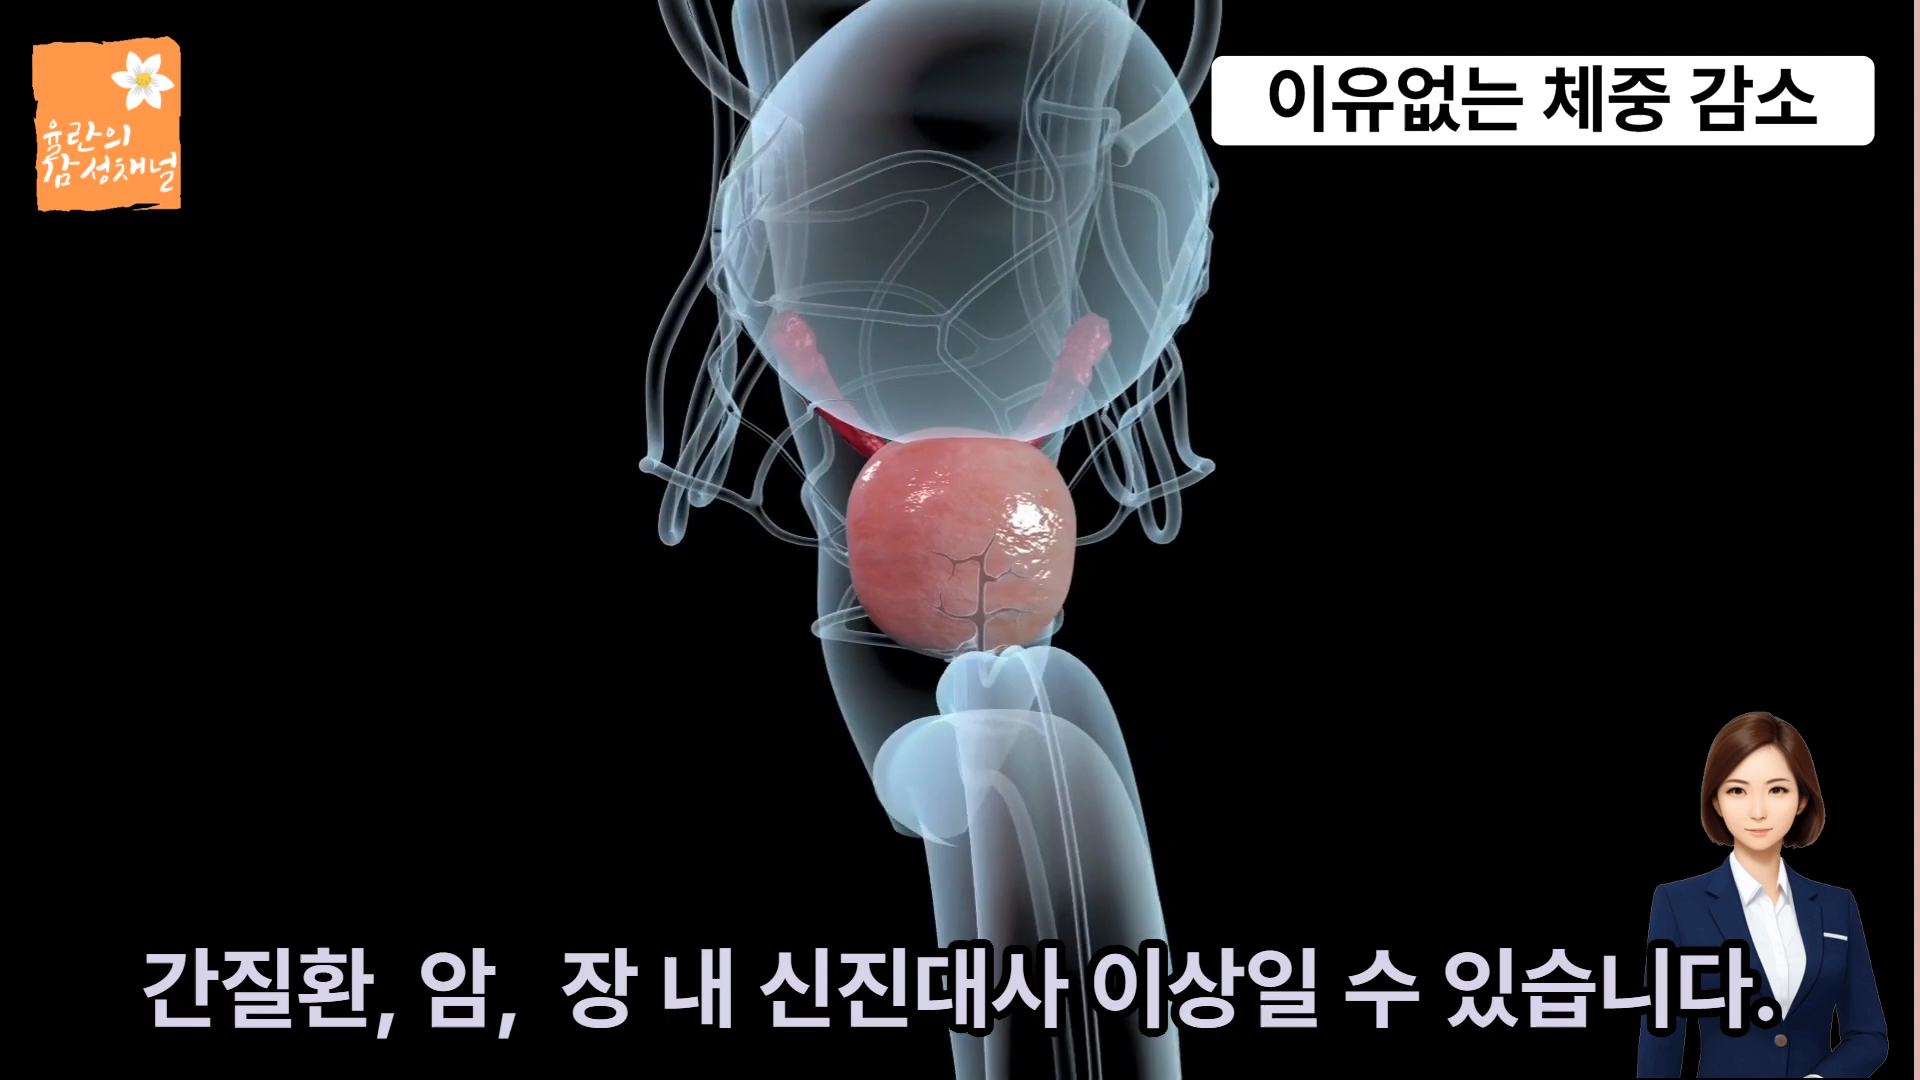 율란의
감성채널
이유없는 체중 감소
간질환, 암, 장 내 신진대사 이상일 수 있습니다.